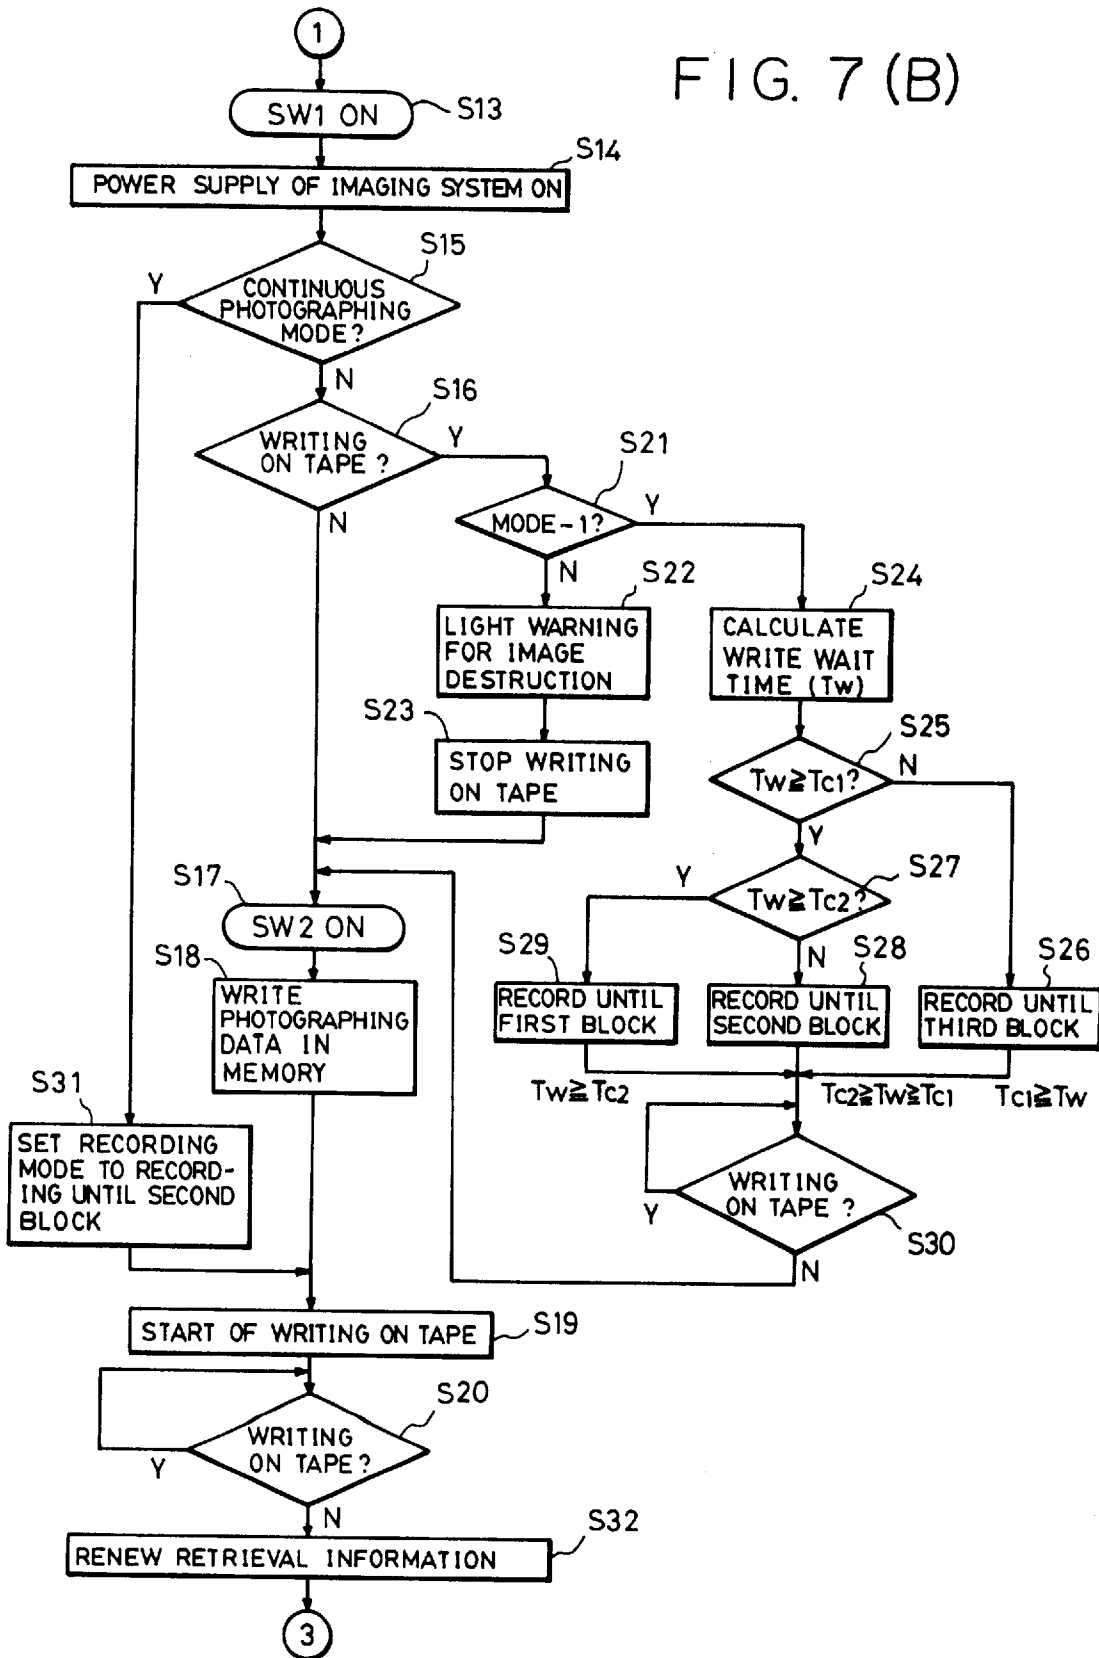 1
FIG. 7 (B)
SW1 ON
S13
S14
POWER SUPPLY OF IMAGING SYSTEM ON
S15
Y
CONTINUOUS
PHOTOGRAPHING
MODE?
N
S16
WRITING
ON TAPE ?
Y
N
S21
MODE-1?
Y
N
S22
LIGHT WARNING
FOR IMAGE
DESTRUCTION
S24
CALCULATE
WRITE WAIT
TIME (Tw)
S23
STOP WRITING
ON TAPE
S25
Tw≧Tc1?
N
Y
S27
Tw≧Tc2?
Y
N
S17
SW2 ON
S18
WRITE
PHOTOGRAPHING
DATA IN
MEMORY
S29
RECORD UNTIL
FIRST BLOCK
S28
RECORD UNTIL
SECOND BLOCK
S26
RECORD UNTIL
THIRD BLOCK
Tw≧Tc2
Tc2≧Tw≧Tc1
Tc1≧Tw
S31
SET RECORDING
MODE TO RECORD-
ING UNTIL SECOND
BLOCK
WRITING
ON TAPE ?
Y
S30
N
START OF WRITING ON TAPE
S19
S20
WRITING
ON TAPE?
Y
N
S32
RENEW RETRIEVAL INFORMATION
3